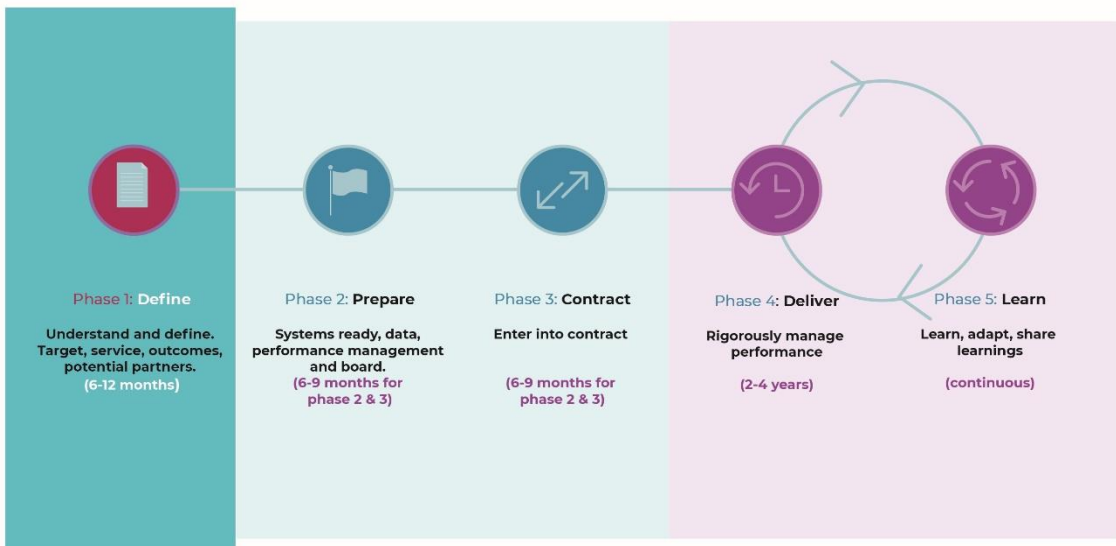 Phase 1: Define
Understand and define.
Target, service, outcomes,
potential partners.
(6-12 months)
Phase 2: Prepare
Systems ready, data,
performance management
and board.
(6-9 months for
phase 2 & 3)
Phase 3: Contract
Enter into contract
(6-9 months for
phase 2 & 3)
Phase 4: Deliver
Rigorously manage
performance
(2-4 years)
Phase 5: Learn
Learn, adapt, share
learnings
(continuous)